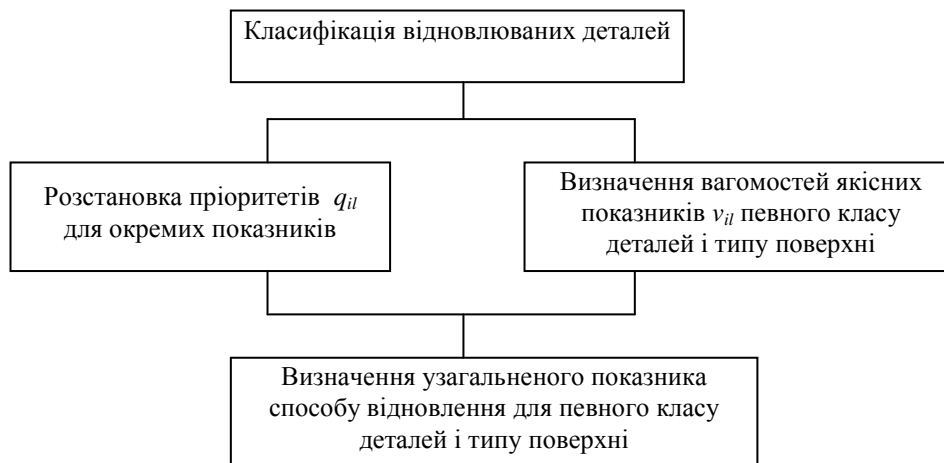 Класифікація відновлюваних деталей
Розстановка пріоритетів q_il
для окремих показників
Визначення вагомостей якісних
показників v_il певного класу
деталей і типу поверхні
Визначення узагальненого показника
способу відновлення для певного класу
деталей і типу поверхні